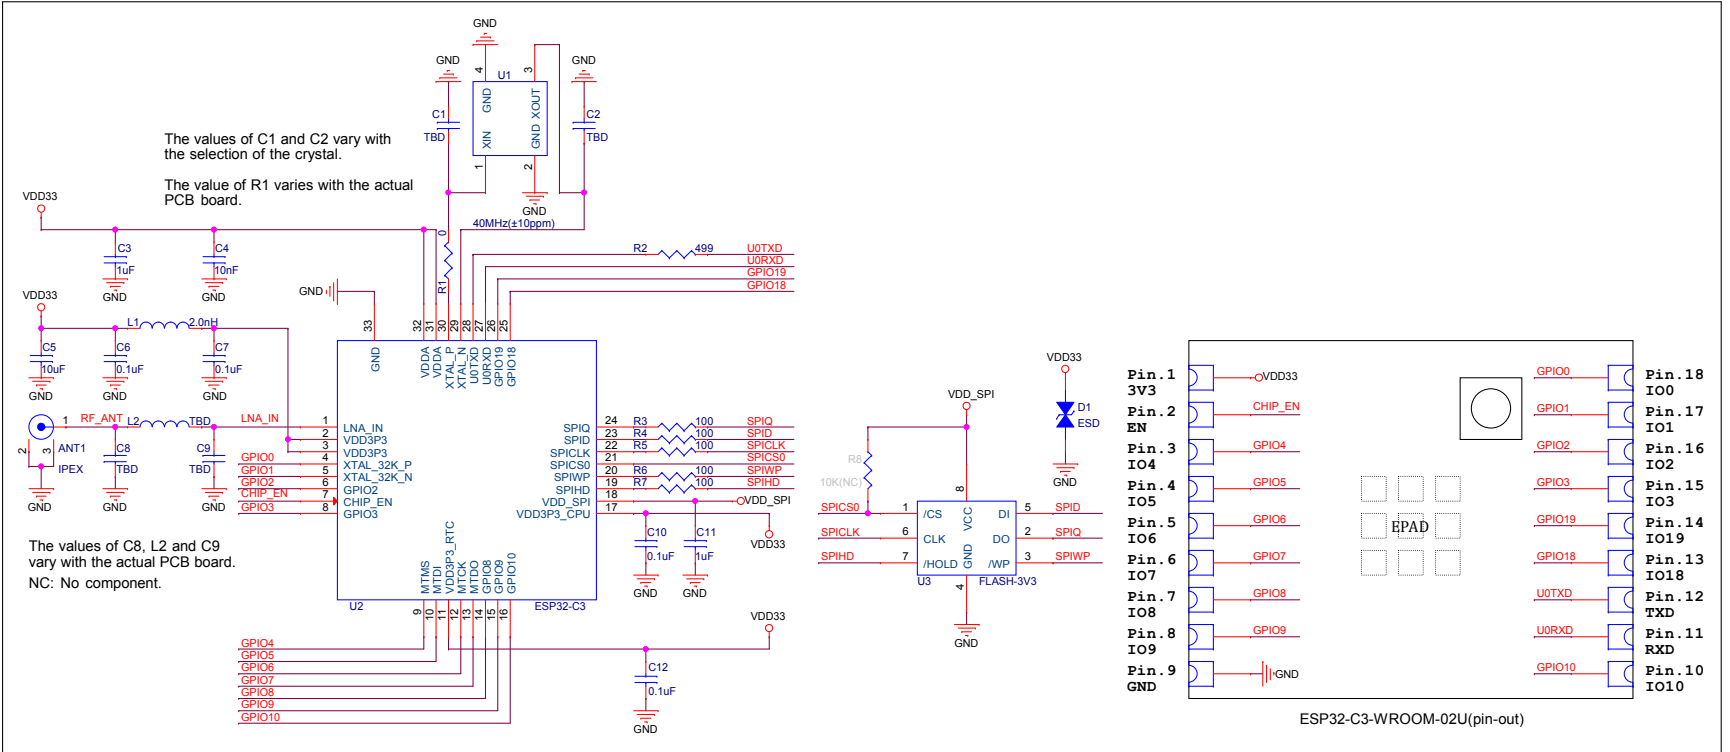 GND
GND
GND
4
3
U1
GND
XOUT
XIN
GND
1
2
C1
TBD
C2
TBD
GND
40MHz(±10ppm)
The values of C1 and C2 vary with
the selection of the crystal.
The value of R1 varies with the actual
PCB board.
VDD33
C3
1uF
GND
C4
10nF
GND
R1
0
R2
499
U0TXD
U0RXD
GPIO19
GPIO18
GND
VDD33
L1
2.0nH
C5
10uF
GND
C6
0.1uF
GND
C7
0.1uF
GND
33
32
31
30
29
28
27
26
25
GND
VDDA
VDDA
XTAL_P
XTAL_N
U0TXD
U0RXD
GPIO19
GPIO18
1
RF_ANT
L2
TBD
LNA_IN
2
3
ANT1
IPEX
GND
C8
TBD
GND
C9
TBD
GND
GPIO0
GPIO1
GPIO2
CHIP_EN
GPIO3
1
2
3
4
5
6
7
8
LNA_IN
VDD3P3
VDD3P3
XTAL_32K_P
XTAL_32K_N
GPIO2
CHIP_EN
GPIO3
SPIQ
SPID
SPICLK
SPICS0
SPIWP
SPIHD
VDD_SPI
VDD3P3_CPU
24
23
22
21
20
19
18
17
R3
100
SPIQ
R4
100
SPID
R5
100
SPICLK
SPICS0
R6
100
SPIWP
R7
100
SPIHD
VDD_SPI
VDD33
C10
0.1uF
GND
C11
1uF
GND
The values of C8, L2 and C9
vary with the actual PCB board.
NC: No component.
MTMS
MTDI
VDD3P3_RTC
MTCK
MTDO
GPIO8
GPIO9
GPIO10
U2
ESP32-C3
9
10
11
12
13
14
15
16
GPIO4
GPIO5
GPIO6
GPIO7
GPIO8
GPIO9
GPIO10
VDD33
C12
0.1uF
GND
VDD_SPI
R8
10K(NC)
SPICS0
SPICLK
SPIHD
1
6
7
/CS
CLK
/HOLD
8
VCC
GND
4
DI
DO
/WP
5
2
3
SPID
SPIQ
SPIWP
U3
FLASH-3V3
GND
VDD33
D1
ESD
GND
Pin.1
3V3
VDD33
Pin.2
EN
CHIP_EN
Pin.3
IO4
GPIO4
Pin.4
IO5
GPIO5
Pin.5
IO6
GPIO6
Pin.6
IO7
GPIO7
Pin.7
IO8
GPIO8
Pin.8
IO9
GPIO9
Pin.9
GND
GND
EPAD
GPIO0
Pin.18
IO0
GPIO1
Pin.17
IO1
GPIO2
Pin.16
IO2
GPIO3
Pin.15
IO3
GPIO19
Pin.14
IO19
GPIO18
Pin.13
IO18
U0TXD
Pin.12
TXD
U0RXD
Pin.11
RXD
GPIO10
Pin.10
IO10
ESP32-C3-WROOM-02U(pin-out)